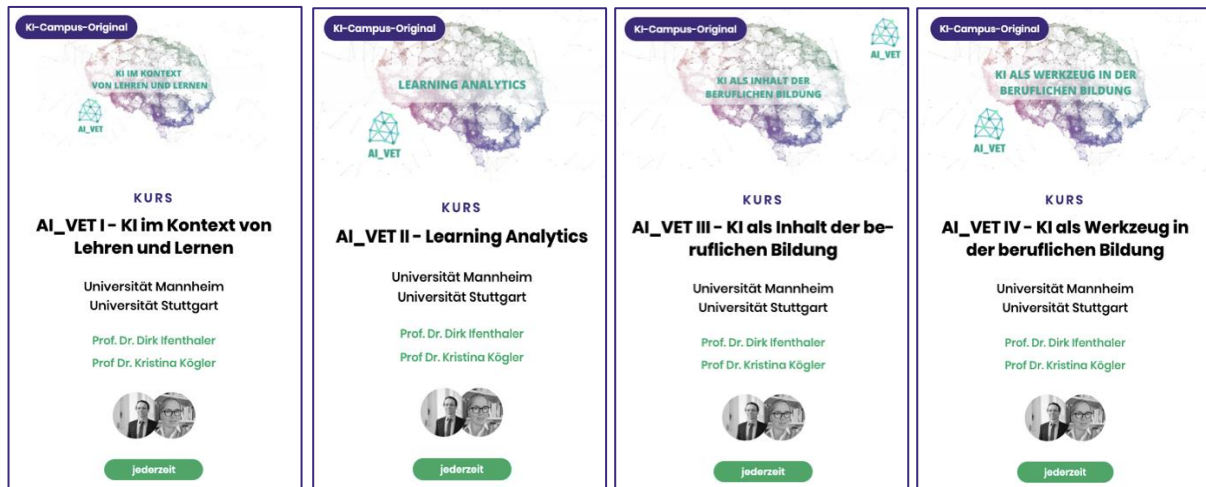 KI-Campus-Original
KI IM KONTEXT
VON LEHREN UND LERNEN
AI_VET
KURS
AI_VET I - KI im Kontext von
Lehren und Lernen
Universität Mannheim
Universität Stuttgart
Prof. Dr. Dirk Ifenthaler
Prof Dr. Kristina Kögler
jederzeit
KI-Campus-Original
LEARNING ANALYTICS
AI_VET
KURS
AI_VET II - Learning Analytics
Universität Mannheim
Universität Stuttgart
Prof. Dr. Dirk Ifenthaler
Prof Dr. Kristina Kögler
jederzeit
KI-Campus-Original
AI_VET
KI ALS INHALT DER
BERUFLICHEN BILDUNG
KURS
AI_VET III - KI als Inhalt der be-
ruflichen Bildung
Universität Mannheim
Universität Stuttgart
Prof. Dr. Dirk Ifenthaler
Prof Dr. Kristina Kögler
jederzeit
KI-Campus-Original
KI ALS WERKZEUG IN DER
BERUFLICHEN BILDUNG
AI_VET
KURS
AI_VET IV - KI als Werkzeug in
der beruflichen Bildung
Universität Mannheim
Universität Stuttgart
Prof. Dr. Dirk Ifenthaler
Prof Dr. Kristina Kögler
jederzeit